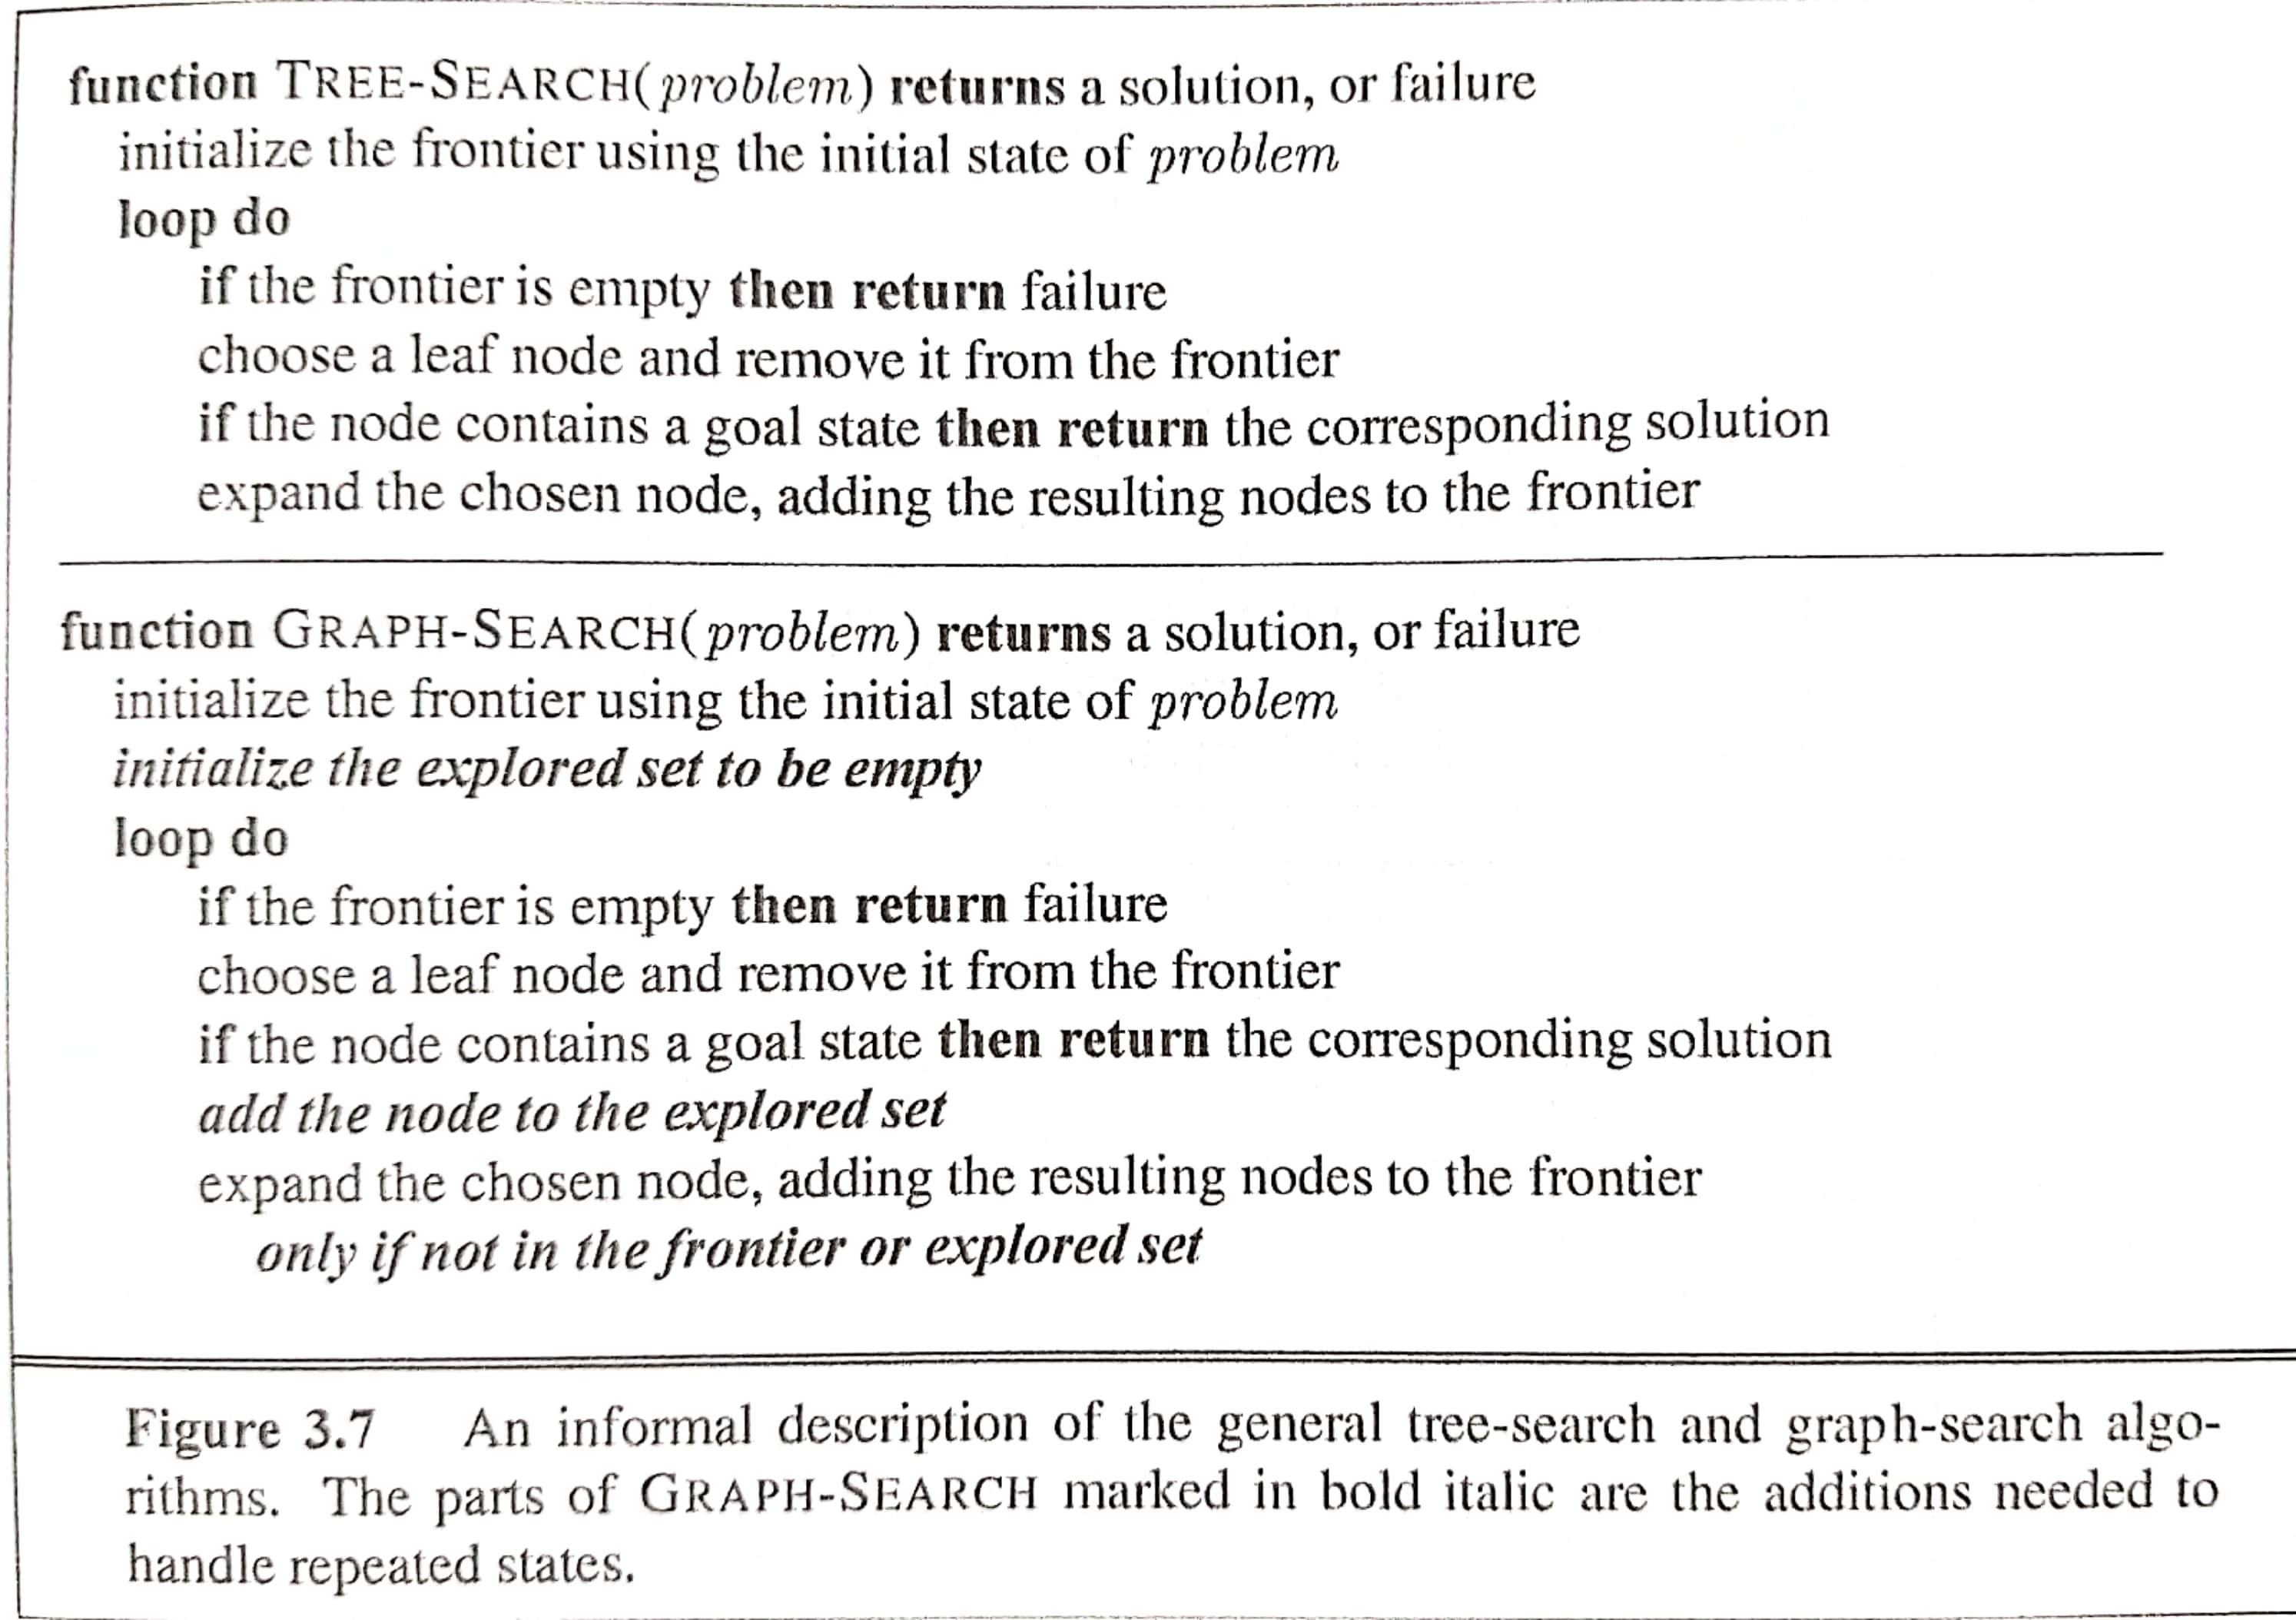 function TREE-SEARCH(problem) returns a solution, or failure
initialize the frontier using the initial state of problem
loop do
if the frontier is empty then return failure
choose a leaf node and remove it from the frontier
if the node contains a goal state then return the corresponding solution
expand the chosen node, adding the resulting nodes to the frontier
function GRAPH-SEARCH(problem) returns a solution, or failure
initialize the frontier using the initial state of problem
initialize the explored set to be empty
loop do
if the frontier is empty then return failure
choose a leaf node and remove it from the frontier
if the node contains a goal state then return the corresponding solution
add the node to the explored set
expand the chosen node, adding the resulting nodes to the frontier
only if not in the frontier or explored set
Figure 3.7 An informal description of the general tree-search and graph-search algo-
rithms. The parts of GRAPH-SEARCH marked in bold italic are the additions needed to
handle repeated states.